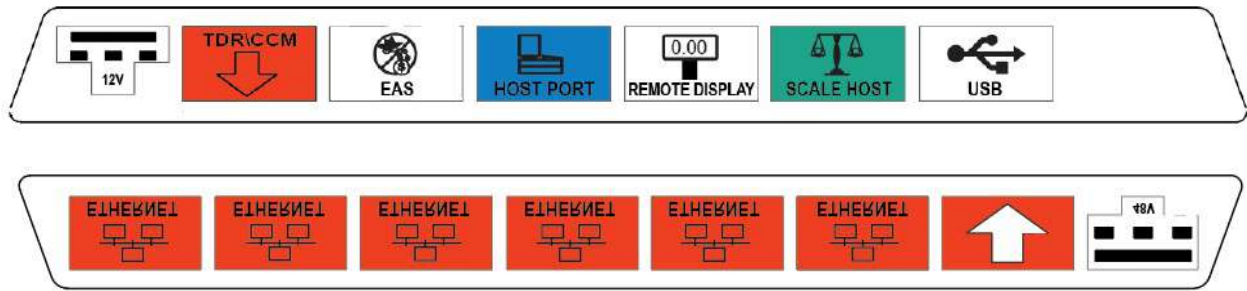 12V
TDR\CCM
EAS
HOST PORT
0.00
REMOTE DISPLAY
SCALE HOST
USB
ETHERNET
ETHERNET
ETHERNET
ETHERNET
ETHERNET
ETHERNET
48V